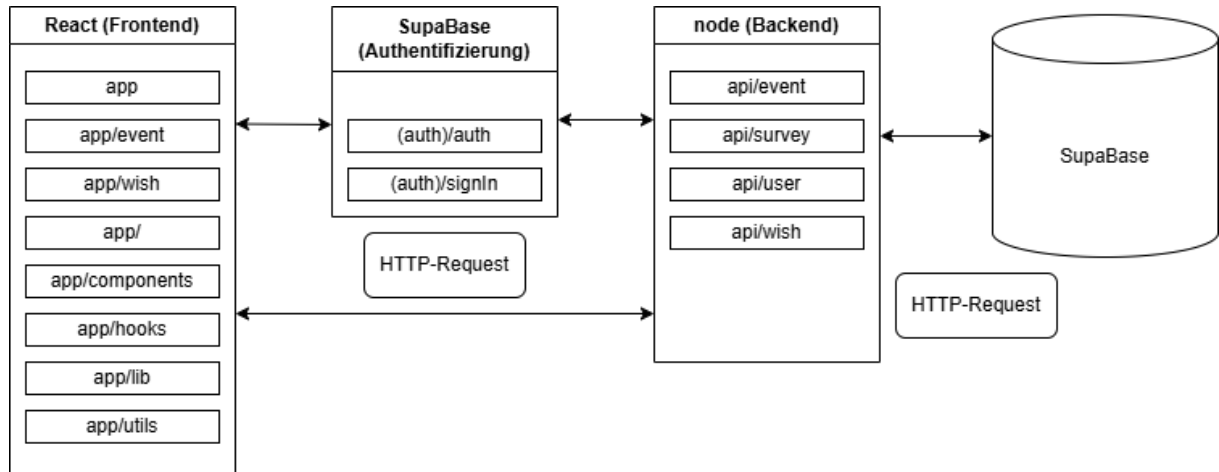 React (Frontend)
app
app/event
app/wish
app/
app/components
app/hooks
app/lib
app/utils
SupaBase
(Authentifizierung)
(auth)/auth
(auth)/signIn
HTTP-Request
node (Backend)
api/event
api/survey
api/user
api/wish
SupaBase
HTTP-Request